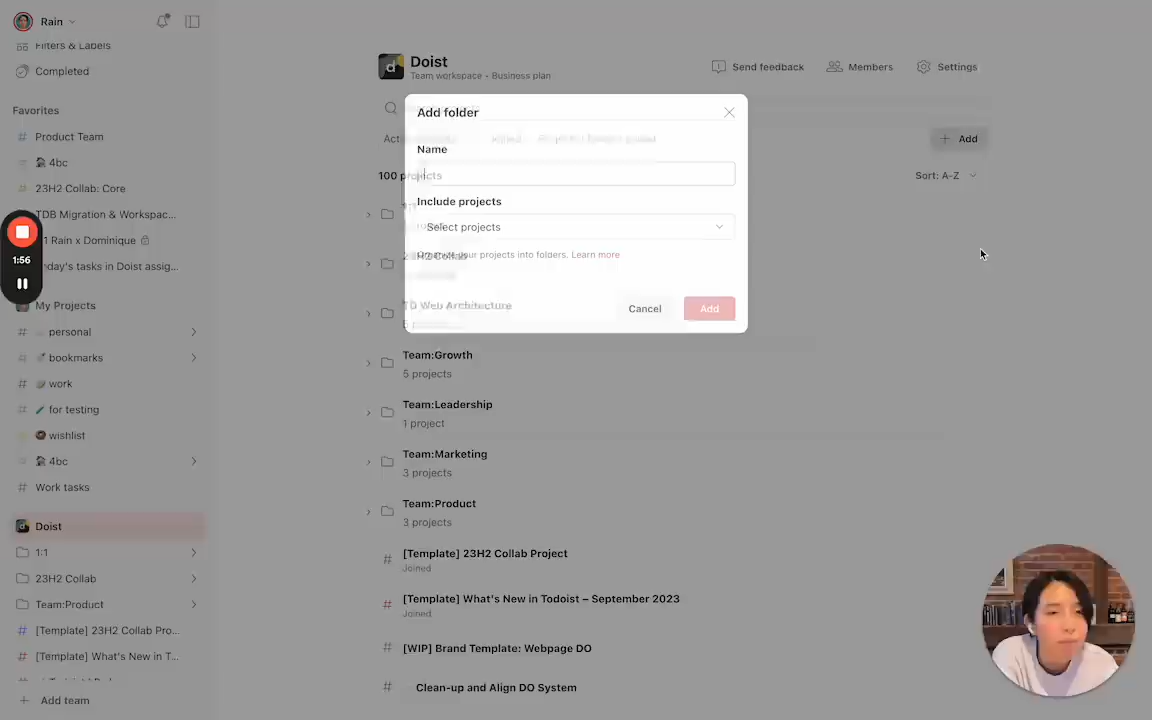 Rain
Filters & Labels
Completed
Favorites
Product Team
4bc
23H2 Collab: Core
TDB Migration & Workspac...
1 Rain x Dominique
day's tasks in Doist assig...
My Projects
personal
bookmarks
work
for testing
wishlist
4bc
Work tasks
Doist
1:1
23H2 Collab
Team:Product
[Template] 23H2 Collab Pro...
[Template] What's New in T...
Add team
1:56
Doist
Team workspace • Business plan
Send feedback
Members
Settings
Add
100 projects
Sort: A-Z
Add folder
Name
Include projects
Select projects
your projects into folders. Learn more
Cancel
Add
23H2 Collab
TD Web Architecture
Team:Growth
5 projects
Team:Leadership
1 project
Team:Marketing
3 projects
Team:Product
3 projects
[Template] 23H2 Collab Project
Joined
[Template] What's New in Todoist – September 2023
Joined
[WIP] Brand Template: Webpage DO
Clean-up and Align DO System